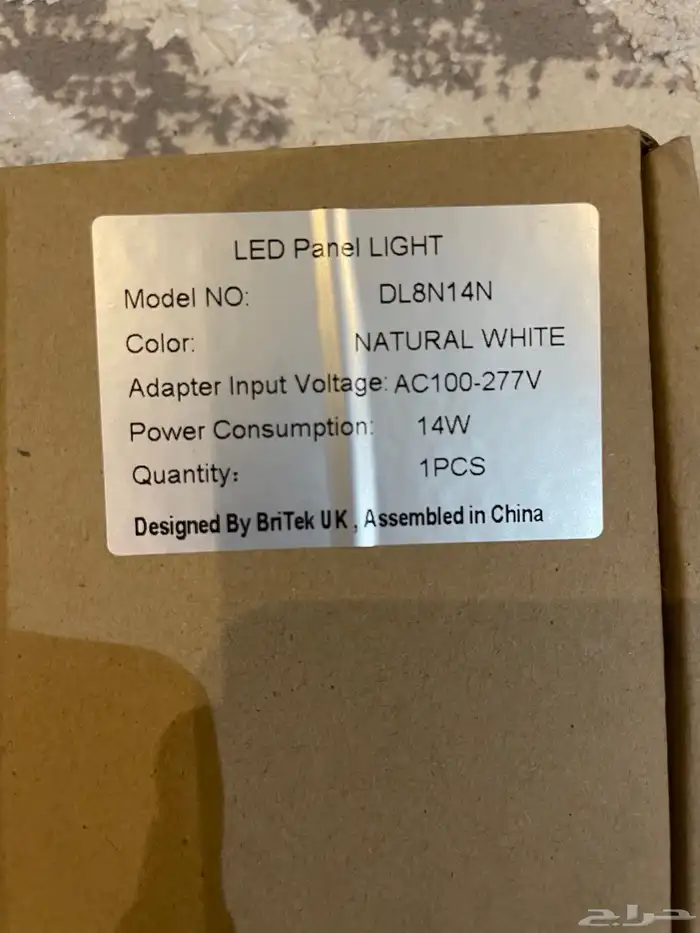 LED Panel LIGHT
Model NO: DL8N14N
Color: NATURAL WHITE
Adapter Input Voltage: AC100-277V
Power Consumption: 14W
Quantity: 1PCS
Designed By BriTek UK , Assembled in China
حراج